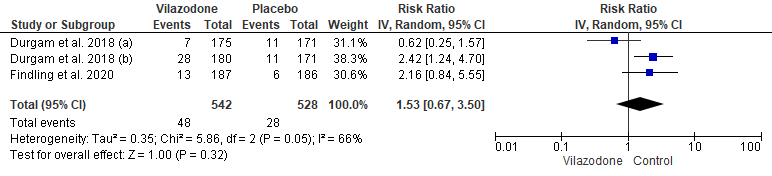 Vilazodone Placebo Risk Ratio Risk Ratio
Study or Subgroup Events Total Events Total Weight IV, Random, 95% CI IV, Random, 95% CI
Durgam et al. 2018 (a) 7 175 11 171 31.1% 0.62 [0.25, 1.57]
Durgam et al. 2018 (b) 28 180 11 171 38.3% 2.42 [1.24, 4.70]
Findling et al. 2020 13 187 6 186 30.6% 2.16 [0.84, 5.55]
Total (95% CI) 542 528 100.0% 1.53 [0.67, 3.50]
Total events 48 28
Heterogeneity: Tau² = 0.35; Chi² = 5.86, df = 2 (P = 0.05); I² = 66%
Test for overall effect: Z = 1.00 (P = 0.32)
0.01 0.1 1 10 100
Vilazodone Control